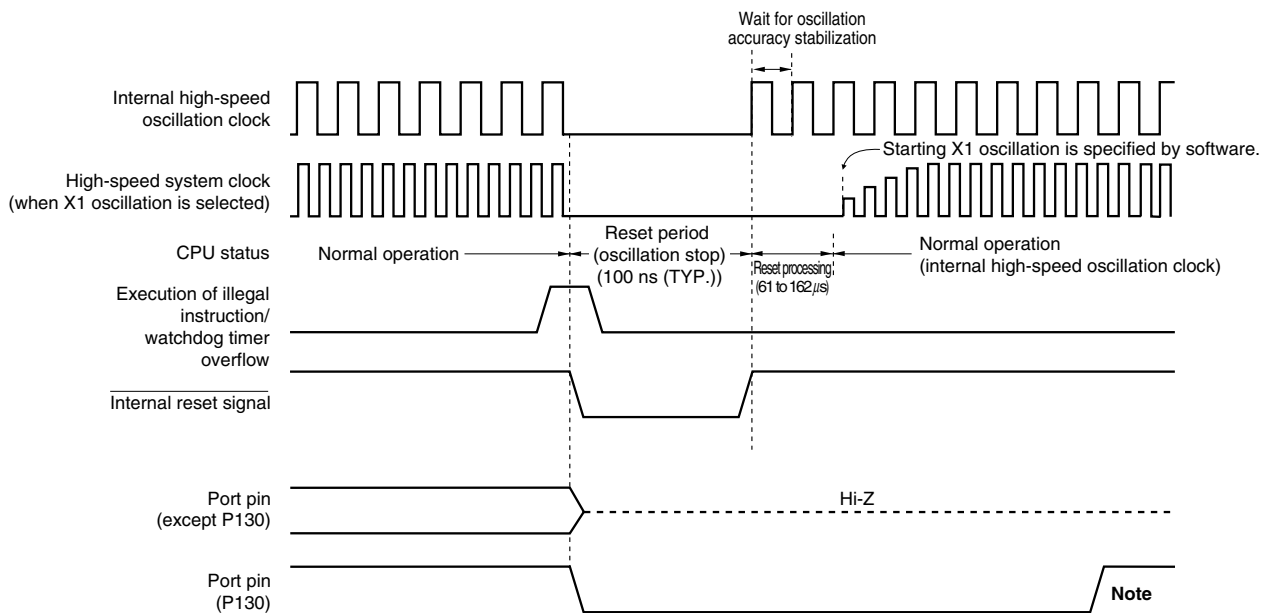 Wait for oscillation
accuracy stabilization
Internal high-speed
oscillation clock
Starting X1 oscillation is specified by software.
High-speed system clock
(when X1 oscillation is selected)
CPU status
Normal operation
Reset period
(oscillation stop)
(100 ns (TYP.))
Reset processing
(61 to 162 μs)
Normal operation
(internal high-speed oscillation clock)
Execution of illegal
instruction/
watchdog timer
overflow
Internal reset signal
Port pin
(except P130)
Hi-Z
Port pin
(P130)
Note